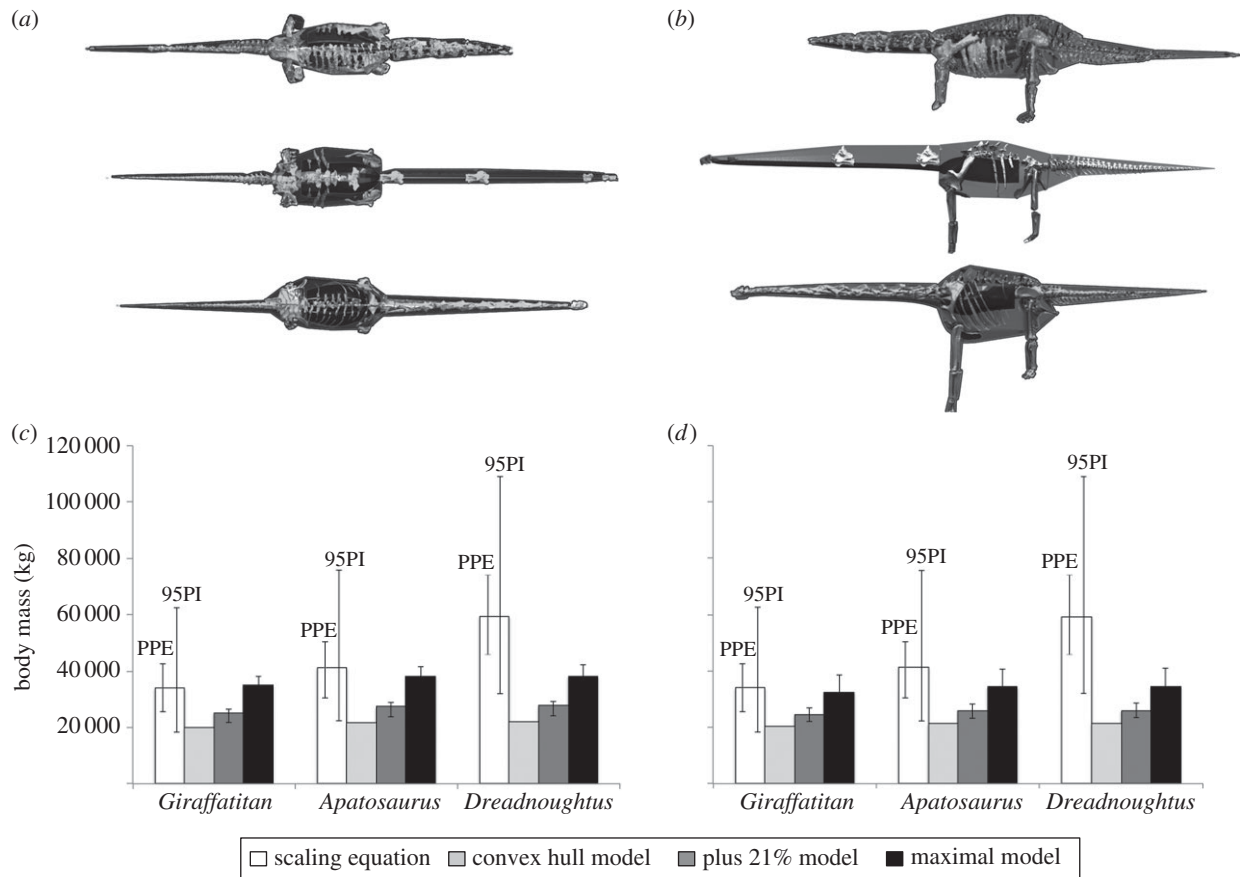 (a)
(b)
(c)
(d)
120 000
100 000
80 000
60 000
40 000
20 000
body mass (kg)
PPE
95PI
PPE
95PI
PPE
95PI
Giraffatitan
Apatosaurus
Dreadnoughtus
PPE
95PI
PPE
95PI
PPE
95PI
Giraffatitan
Apatosaurus
Dreadnoughtus
scaling equation
convex hull model
plus 21% model
maximal model